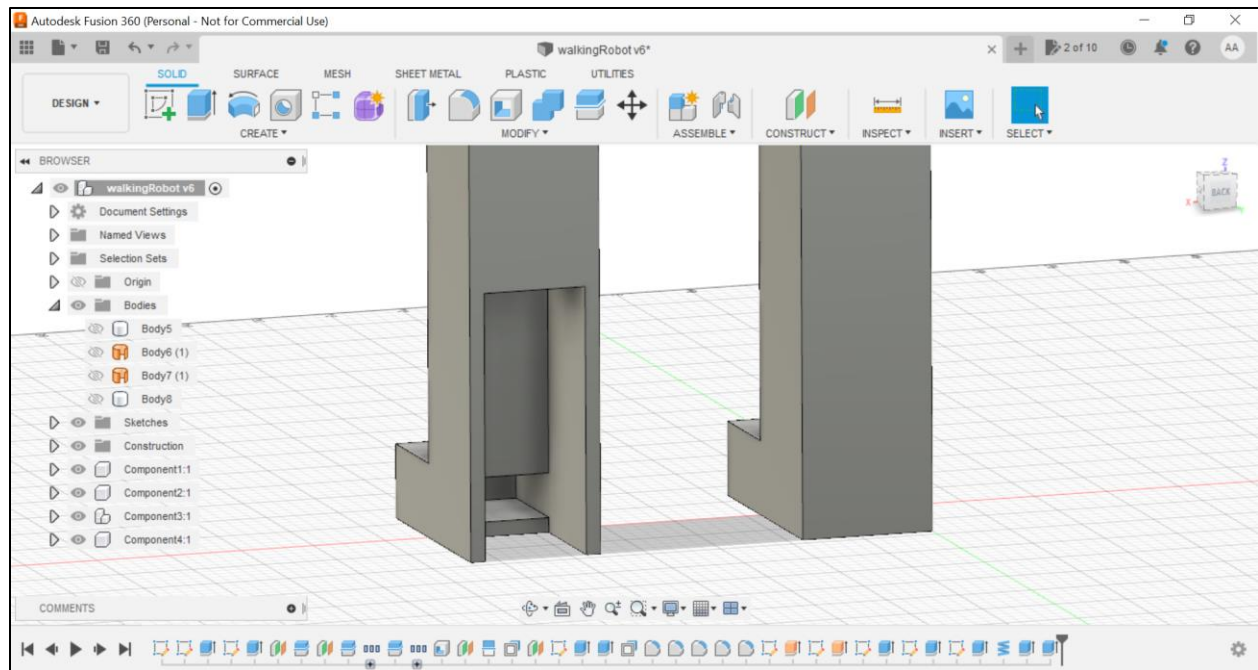 Autodesk Fusion 360 (Personal - Not for Commercial Use)
walkingRobot v6*
2 of 10
AA
SOLID SURFACE MESH SHEET METAL PLASTIC UTILITIES
DESIGN
CREATE MODIFY ASSEMBLE CONSTRUCT INSPECT INSERT SELECT
BROWSER
walkingRobot v6
Document Settings
Named Views
Selection Sets
Origin
Bodies
Body5
Body6 (1)
Body7 (1)
Body8
Sketches
Construction
Component1:1
Component2:1
Component3:1
Component4:1
Z
X
BACK
COMMENTS